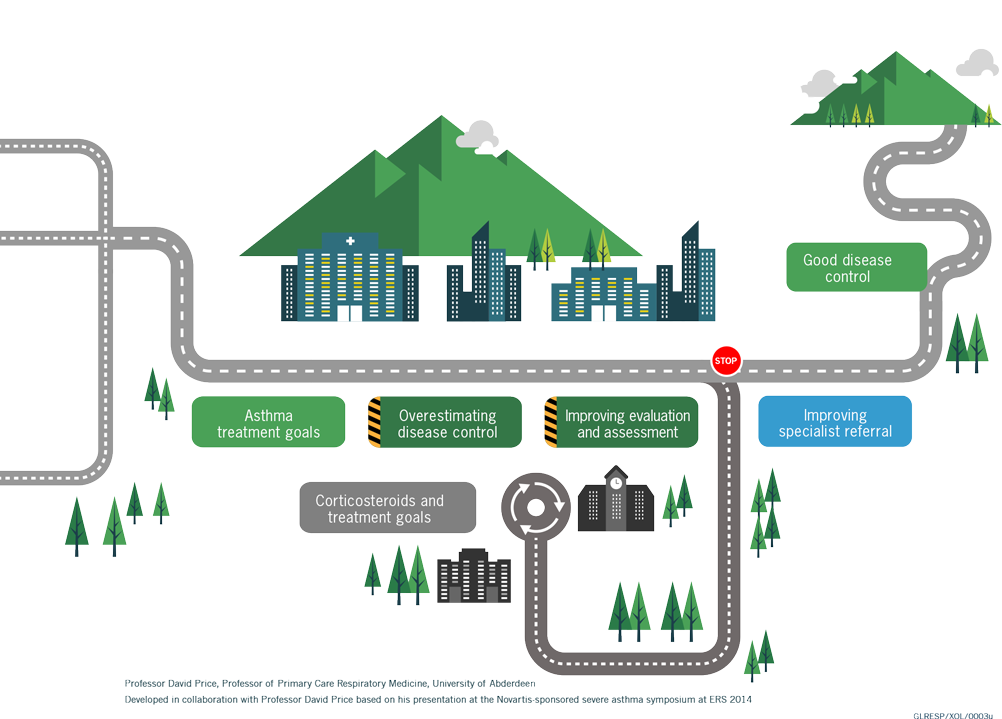 Good disease
control
STOP
Asthma
treatment goals
Overestimating
disease control
Improving evaluation
and assessment
Improving
specialist referral
Corticosteroids and
treatment goals
Professor David Price, Professor of Primary Care Respiratory Medicine, University of Abderdeen
Developed in collaboration with Professor David Price based on his presentation at the Novartis-sponsored severe asthma symposium at ERS 2014
GLRESP/XOL/0003u